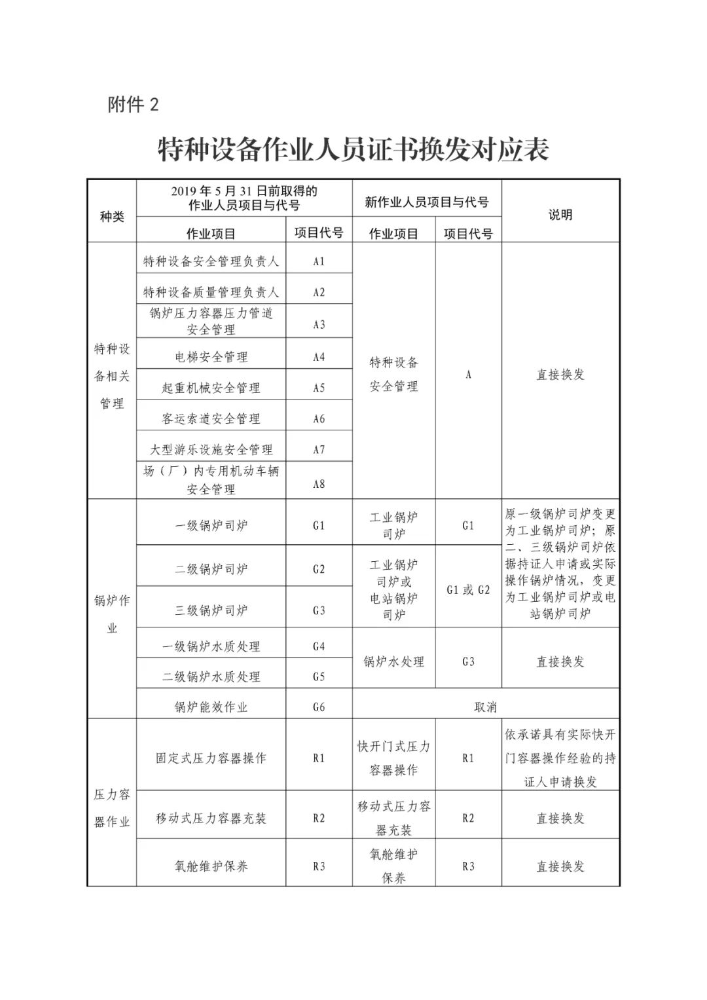 附件 2
特种设备作业人员证书换发对应表
种类
2019 年 5 月 31 日前取得的
作业人员项目与代号
新作业人员项目与代号
说明
作业项目
项目代号
作业项目
项目代号
特种设
备相关
管理
特种设备安全管理负责人
A1
特种设备质量管理负责人
A2
锅炉压力容器压力管道
安全管理
A3
电梯安全管理
A4
起重机械安全管理
A5
客运索道安全管理
A6
大型游乐设施安全管理
A7
场（厂）内专用机动车辆
安全管理
A8
特种设备
安全管理
A
直接换发
锅炉作
业
一级锅炉司炉
G1
工业锅炉
司炉
G1
原一级锅炉司炉变更
为工业锅炉司炉；原
二、三级锅炉司炉依
据持证人申请或实际
操作锅炉情况，变更
为工业锅炉司炉或电
站锅炉司炉
二级锅炉司炉
G2
三级锅炉司炉
G3
工业锅炉
司炉或
电站锅炉
司炉
G1 或 G2
一级锅炉水质处理
G4
二级锅炉水质处理
G5
锅炉水处理
G3
直接换发
锅炉能效作业
G6
取消
压力容
器作业
固定式压力容器操作
R1
快开门式压力
容器操作
R1
依承诺具有实际快开
门容器操作经验的持
证人申请换发
移动式压力容器充装
R2
移动式压力容
器充装
R2
直接换发
氧舱维护保养
R3
氧舱维护
保养
R3
直接换发